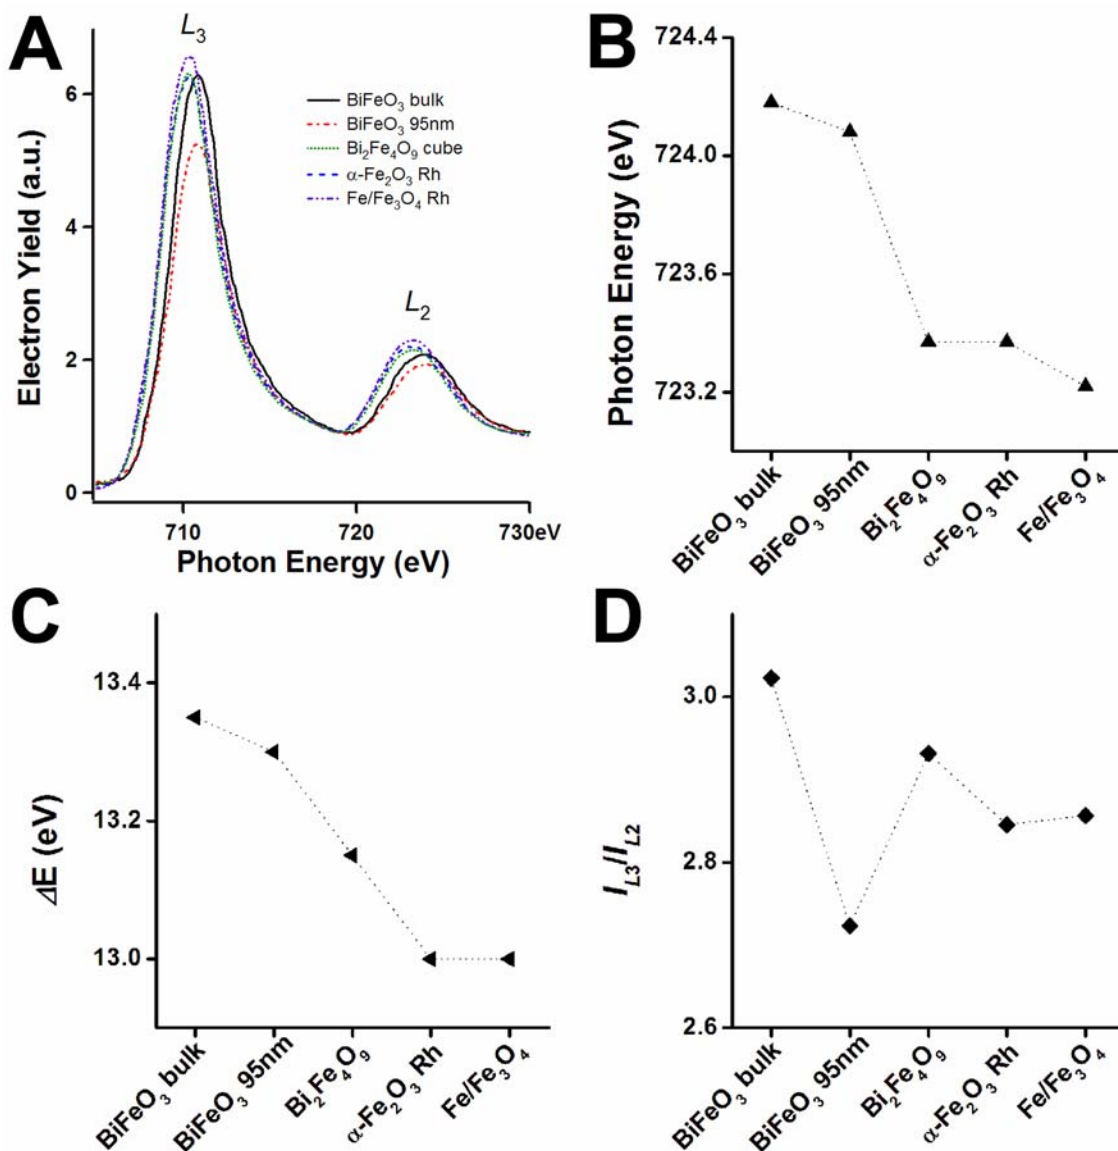 A
L₃
L₂
BiFeO₃ bulk
BiFeO₃ 95nm
Bi₂Fe₄O₉ cube
α-Fe₂O₃ Rh
Fe/Fe₃O₄ Rh
Electron Yield (a.u.)
6
4
2
0
710
720
730eV
Photon Energy (eV)
B
Photon Energy (eV)
724.4
724.0
723.6
723.2
BiFeO₃ bulk
BiFeO₃ 95nm
Bi₂Fe₄O₉
α-Fe₂O₃ Rh
Fe/Fe₃O₄
C
ΔE (eV)
13.4
13.2
13.0
BiFeO₃ bulk
BiFeO₃ 95nm
Bi₂Fe₄O₉
α-Fe₂O₃ Rh
Fe/Fe₃O₄
D
I_L3/I_L2
3.0
2.8
2.6
BiFeO₃ bulk
BiFeO₃ 95nm
Bi₂Fe₄O₉
α-Fe₂O₃ Rh
Fe/Fe₃O₄